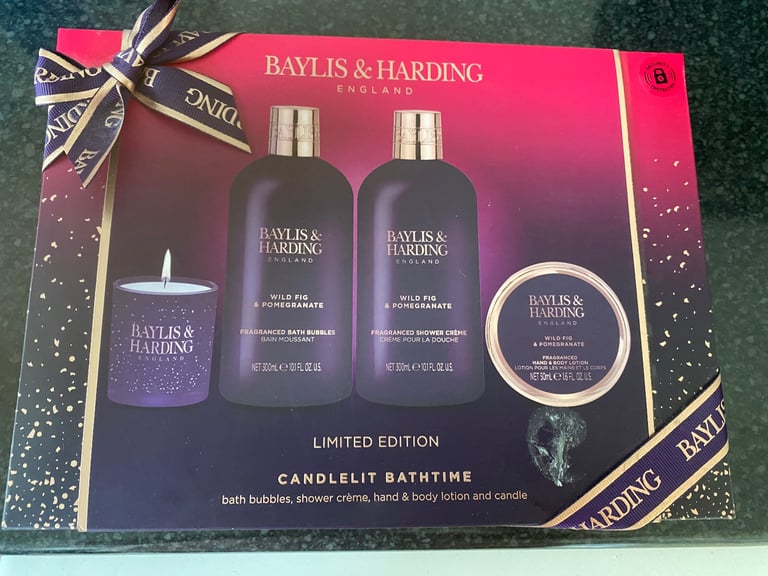 BAYLIS & HARDING
ENGLAND
BAYLIS &
HARDING
ENGLAND
BAYLIS &
HARDING
ENGLAND
WILD FIG
& POMEGRANATE
FRAGRANCED BATH BUBBLES
BAIN MOUSSANT
NET 300mL e 10.1 FL. OZ. U.S.
BAYLIS &
HARDING
ENGLAND
WILD FIG
& POMEGRANATE
FRAGRANCED SHOWER CRÈME
CRÈME POUR LA DOUCHE
NET 300mL e 10.1 FL. OZ. U.S.
BAYLIS &
HARDING
ENGLAND
WILD FIG
& POMEGRANATE
FRAGRANCED
HAND & BODY LOTION
LOTION POUR LES MAINS ET LE CORPS
NET 50mL e 1.6 FL. OZ. U.S.
LIMITED EDITION
CANDLELIT BATHTIME
bath bubbles, shower crème, hand & body lotion and candle
BAYLI
HARDING